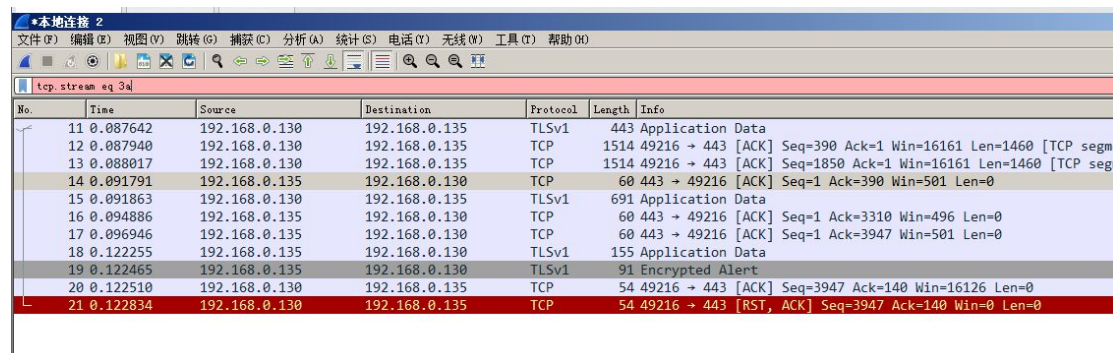 *本地连接 2
文件(F) 编辑(E) 视图(V) 跳转(G) 捕获(C) 分析(A) 统计(S) 电话(Y) 无线(W) 工具(T) 帮助(H)
tcp.stream eq 3a
No. Time Source Destination Protocol Length Info
11 0.087642 192.168.0.130 192.168.0.135 TLSv1 443 Application Data
12 0.087940 192.168.0.130 192.168.0.135 TCP 1514 49216 → 443 [ACK] Seq=390 Ack=1 Win=16161 Len=1460 [TCP segm
13 0.088017 192.168.0.130 192.168.0.135 TCP 1514 49216 → 443 [ACK] Seq=1850 Ack=1 Win=16161 Len=1460 [TCP seg
14 0.091791 192.168.0.135 192.168.0.130 TCP 60 443 → 49216 [ACK] Seq=1 Ack=390 Win=501 Len=0
15 0.091863 192.168.0.130 192.168.0.135 TLSv1 691 Application Data
16 0.094886 192.168.0.135 192.168.0.130 TCP 60 443 → 49216 [ACK] Seq=1 Ack=3310 Win=496 Len=0
17 0.096946 192.168.0.135 192.168.0.130 TCP 60 443 → 49216 [ACK] Seq=1 Ack=3947 Win=501 Len=0
18 0.122255 192.168.0.135 192.168.0.130 TLSv1 155 Application Data
19 0.122465 192.168.0.135 192.168.0.130 TLSv1 91 Encrypted Alert
20 0.122510 192.168.0.130 192.168.0.135 TCP 54 49216 → 443 [ACK] Seq=3947 Ack=140 Win=16126 Len=0
21 0.122834 192.168.0.130 192.168.0.135 TCP 54 49216 → 443 [RST, ACK] Seq=3947 Ack=140 Win=0 Len=0